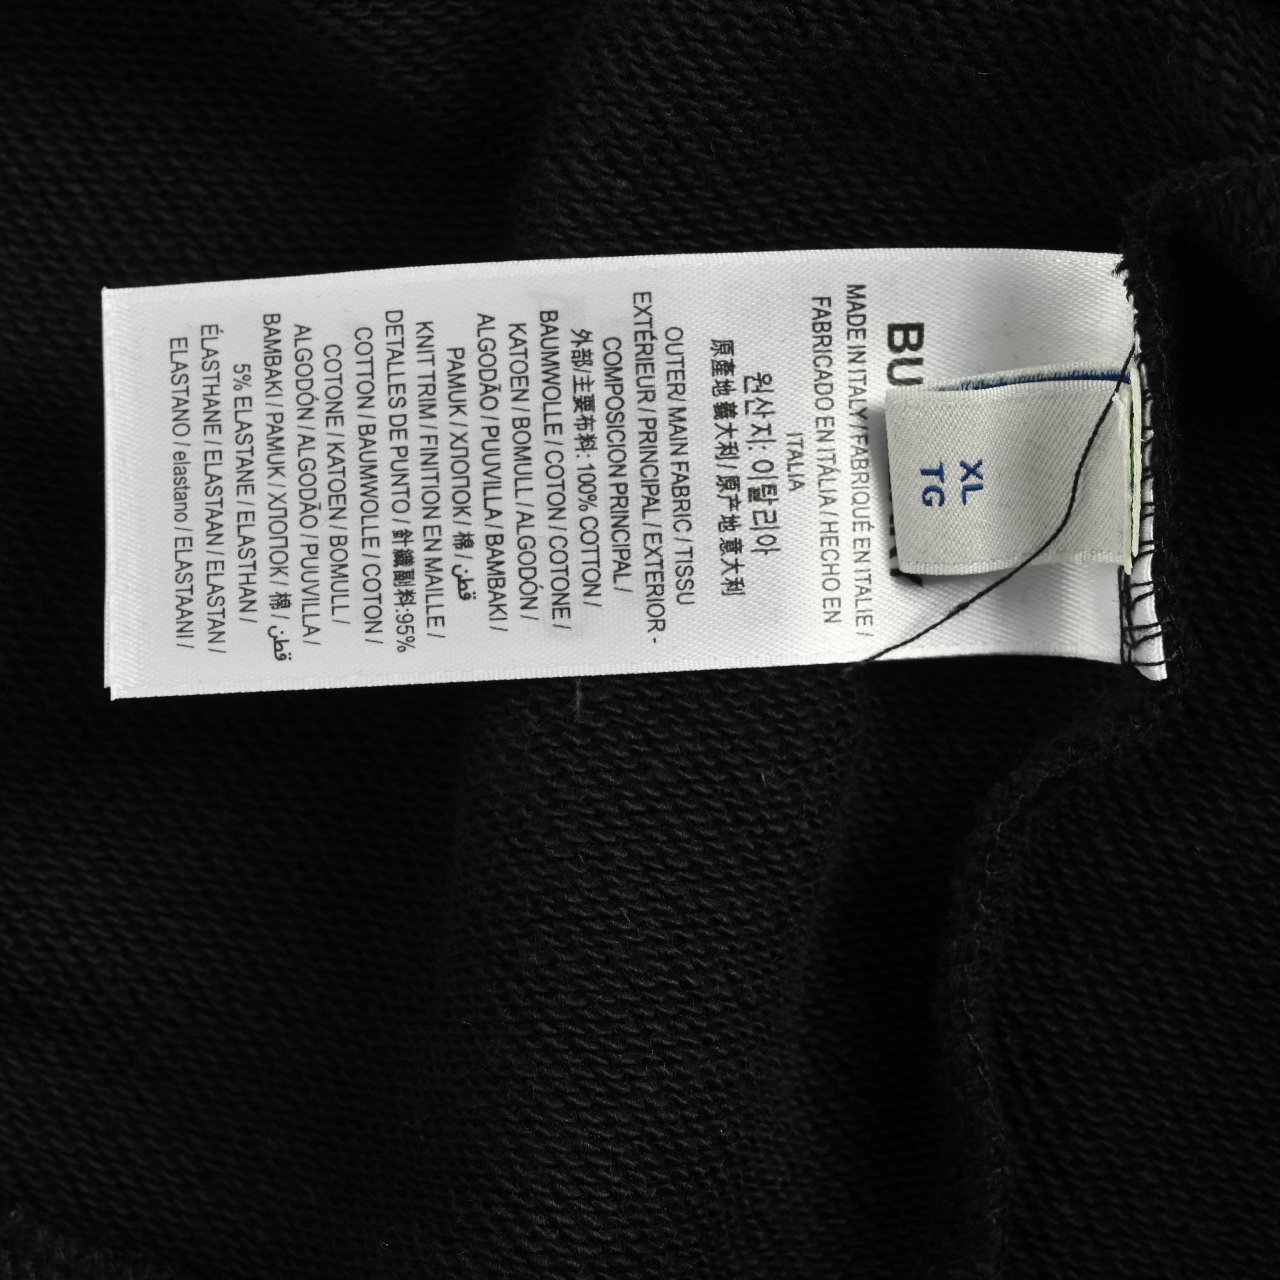 BU
XL
TG
MADE IN ITALY / FABRIQUÉ EN ITALIE /
FABRICADO EN ITÁLIA / HECHO EN
ITALIA
원산지: 이탈리아
原產地 義大利 / 原产地 意大利
OUTER/ MAIN FABRIC / TISSU
EXTÉRIEUR / PRINCIPAL / EXTERIOR -
COMPOSICION PRINCIPAL /
外部/主要布料: 100% COTTON /
BAUMWOLLE / COTON / COTONE /
KATOEN / BOMULL / ALGODÓN /
ALGODÃO / PUUVILLA / BAMBAKI /
PAMUK / ХЛОПОК / 棉 / قطن
KNIT TRIM / FINITION EN MAILLE /
DETALLES DE PUNTO / 針織副料:95%
COTTON / BAUMWOLLE / COTON /
COTONE / KATOEN / BOMULL /
ALGODÓN / ALGODÃO / PUUVILLA /
BAMBAKI / PAMUK / ХЛОПОК / 棉 / قطن
5% ELASTANE / ELASTHAN /
ÉLASTHANE / ELASTAAN / ELASTAN /
ELASTANO / elastano / ELASTAANI /